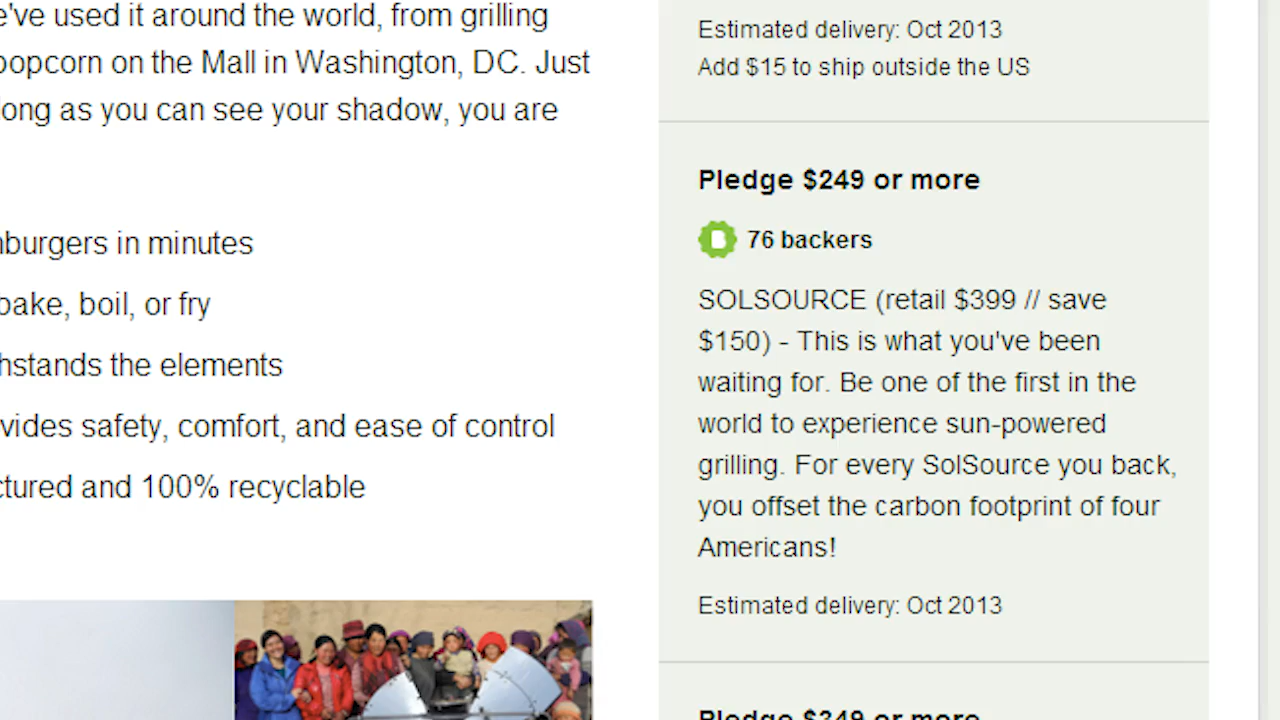 e've used it around the world, from grilling
popcorn on the Mall in Washington, DC. Just
ong as you can see your shadow, you are
nburgers in minutes
bake, boil, or fry
hstands the elements
vides safety, comfort, and ease of control
ctured and 100% recyclable
Estimated delivery: Oct 2013
Add $15 to ship outside the US
Pledge $249 or more
76 backers
SOLSOURCE (retail $399 // save
$150) - This is what you've been
waiting for. Be one of the first in the
world to experience sun-powered
grilling. For every SolSource you back,
you offset the carbon footprint of four
Americans!
Estimated delivery: Oct 2013
Pledge $349 or more